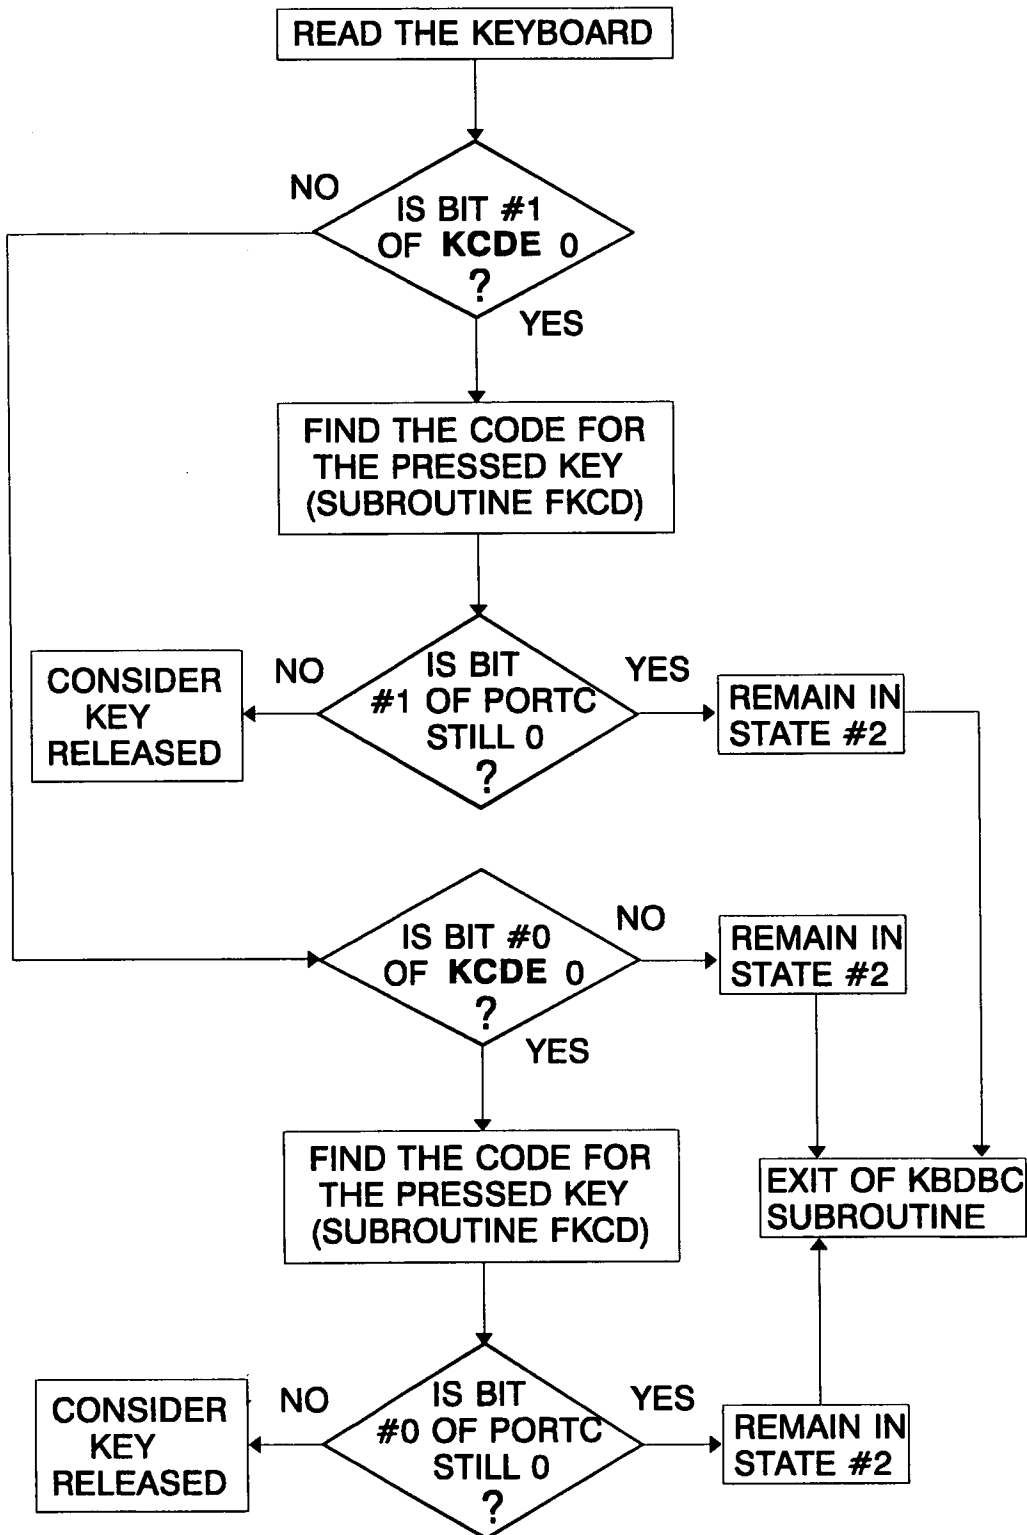 READ THE KEYBOARD
NO
IS BIT #1
OF KCDE 0
?
YES
FIND THE CODE FOR
THE PRESSED KEY
(SUBROUTINE FKCD)
CONSIDER
KEY
RELEASED
NO
IS BIT
#1 OF PORTC
STILL 0
?
YES
REMAIN IN
STATE #2
IS BIT #0
OF KCDE 0
?
NO
REMAIN IN
STATE #2
YES
FIND THE CODE FOR
THE PRESSED KEY
(SUBROUTINE FKCD)
EXIT OF KBDBC
SUBROUTINE
CONSIDER
KEY
RELEASED
NO
IS BIT
#0 OF PORTC
STILL 0
?
YES
REMAIN IN
STATE #2